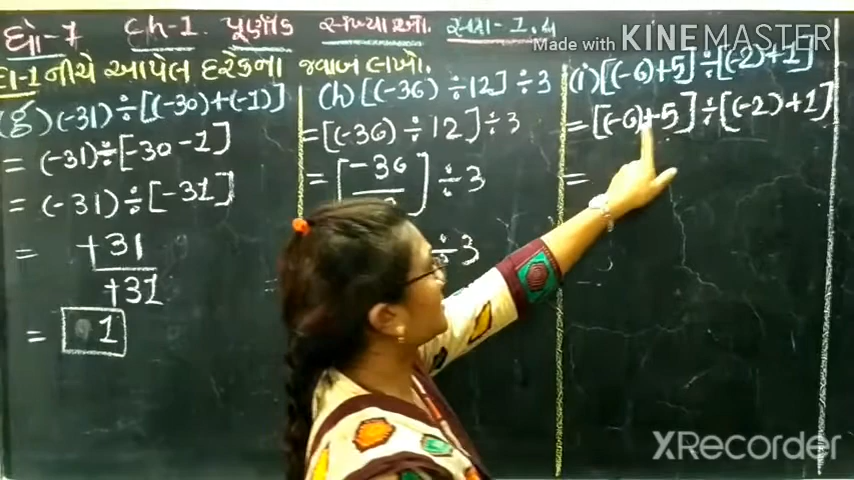 ધો-7 Ch-1. પૂર્ણાંક સંખ્યાઓ. સ્વા-1.4
Made with KINEMASTER
દા-1 નીચે આપેલ દરેકના જવાબ લખો.
(g) (-31) ÷ [(-30)+(-1)]
= (-31) ÷ [-30-1]
= (-31) ÷ [-31]
= +31
+31
= 1
(h) [(-36) ÷ 12] ÷ 3
= [(-36) ÷ 12] ÷ 3
= [-36
] ÷ 3
÷ 3
(i) [(-6)+5] ÷ [(-2)+1]
= [(-6)+5] ÷ [(-2)+1]
=
XRecorder